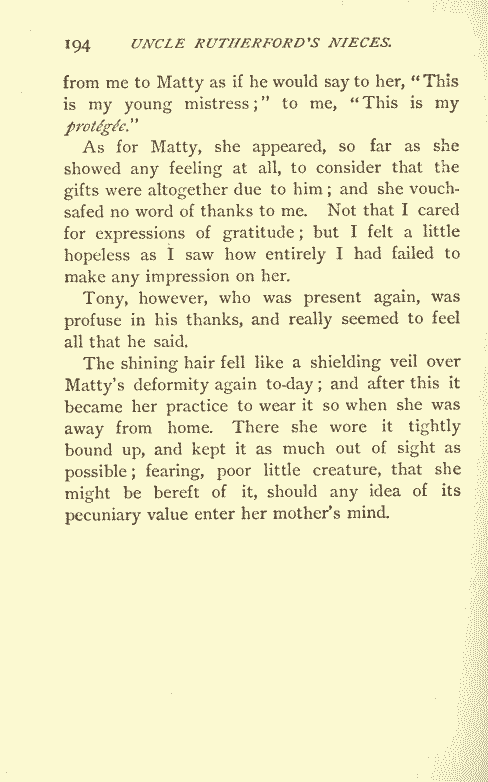 194 UNCLE RUTHERFORD'S NIECES.
from me to Matty as if he would say to her, "This
is my young mistress;" to me, "This is my
protégée."
As for Matty, she appeared, so far as she
showed any feeling at all, to consider that the
gifts were altogether due to him; and she vouch-
safed no word of thanks to me. Not that I cared
for expressions of gratitude; but I felt a little
hopeless as I saw how entirely I had failed to
make any impression on her.
Tony, however, who was present again, was
profuse in his thanks, and really seemed to feel
all that he said.
The shining hair fell like a shielding veil over
Matty's deformity again to-day; and after this it
became her practice to wear it so when she was
away from home. There she wore it tightly
bound up, and kept it as much out of sight as
possible; fearing, poor little creature, that she
might be bereft of it, should any idea of its
pecuniary value enter her mother's mind.